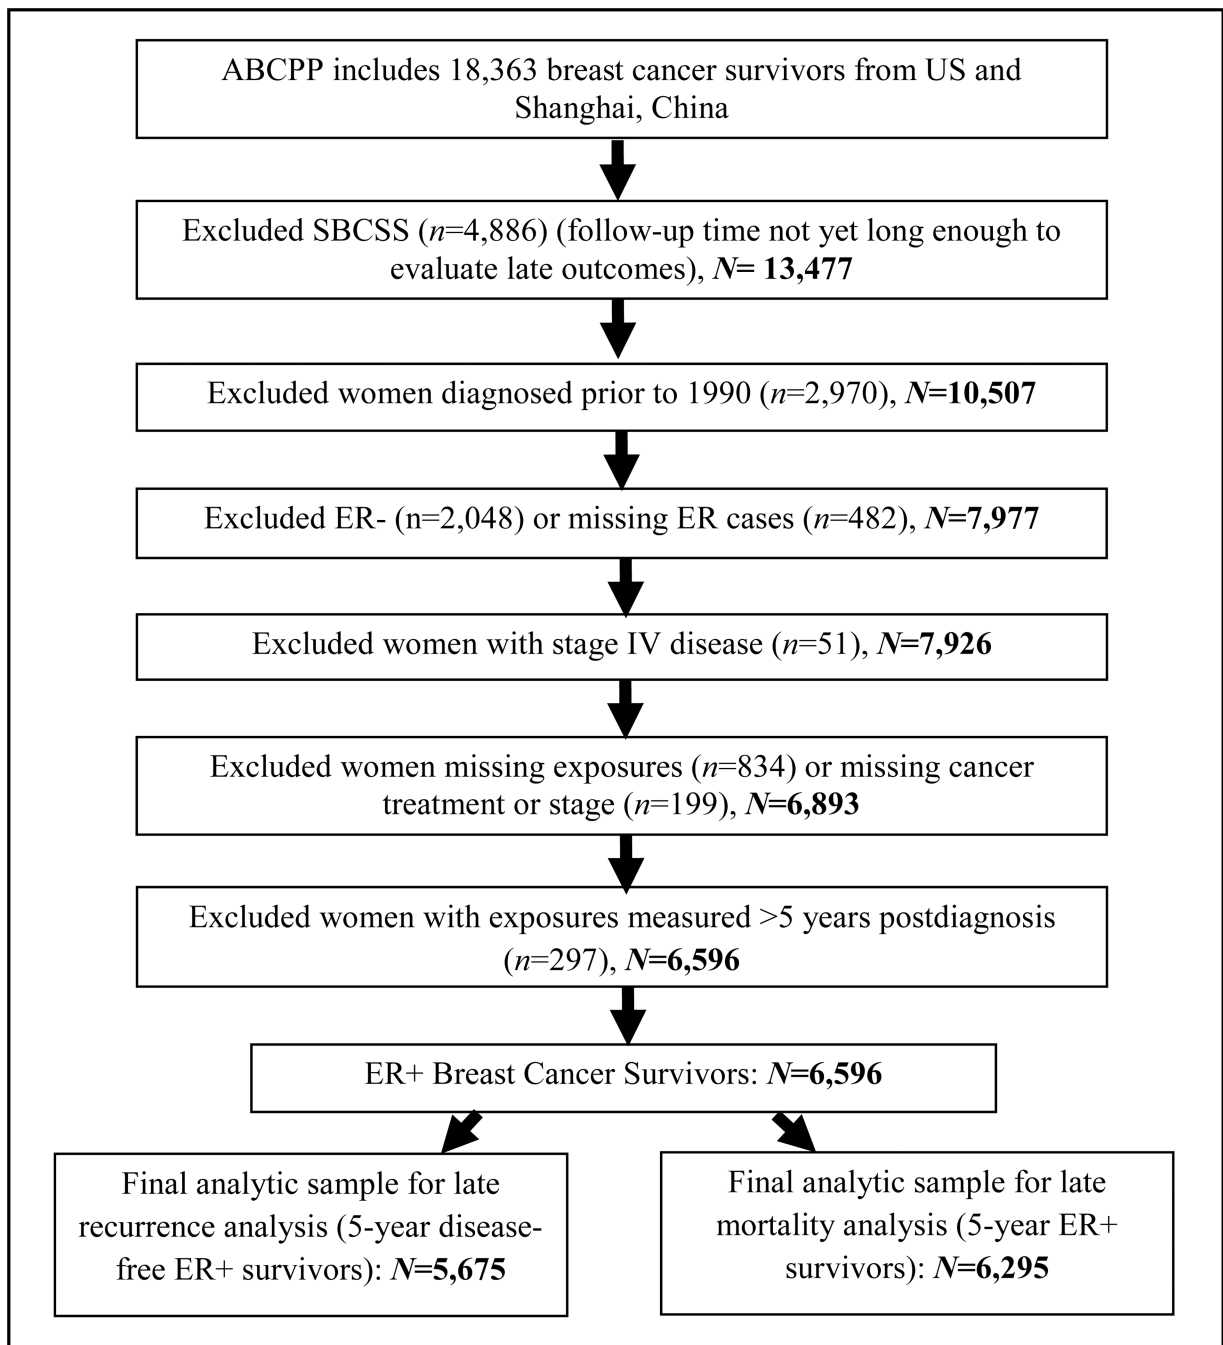 ABCPP includes 18,363 breast cancer survivors from US and
Shanghai, China
Excluded SBCSS (n=4,886) (follow-up time not yet long enough to
evaluate late outcomes), N= 13,477
Excluded women diagnosed prior to 1990 (n=2,970), N=10,507
Excluded ER- (n=2,048) or missing ER cases (n=482), N=7,977
Excluded women with stage IV disease (n=51), N=7,926
Excluded women missing exposures (n=834) or missing cancer
treatment or stage (n=199), N=6,893
Excluded women with exposures measured >5 years postdiagnosis
(n=297), N=6,596
ER+ Breast Cancer Survivors: N=6,596
Final analytic sample for late
recurrence analysis (5-year disease-
free ER+ survivors): N=5,675
Final analytic sample for late
mortality analysis (5-year ER+
survivors): N=6,295